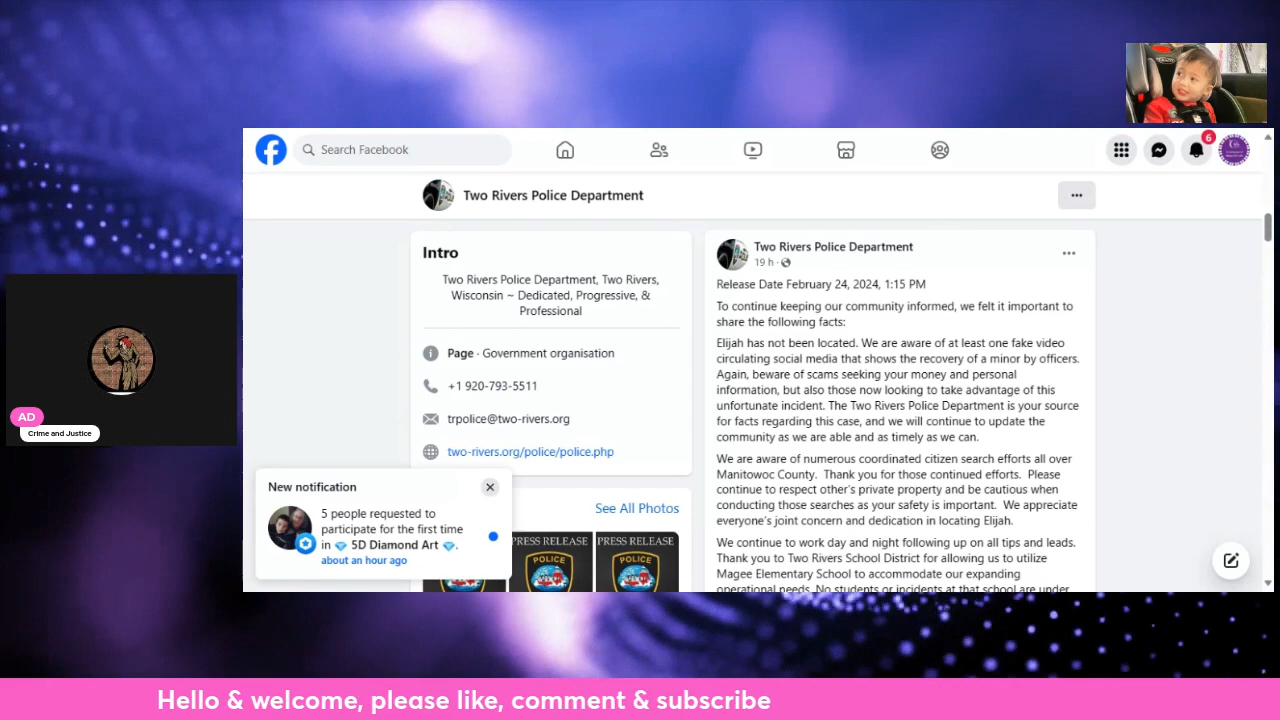 Search Facebook
6
Two Rivers Police Department
Intro
Two Rivers Police Department, Two Rivers,
Wisconsin ~ Dedicated, Progressive, &
Professional
Page · Government organisation
+1 920-793-5511
trpolice@two-rivers.org
two-rivers.org/police/police.php
See All Photos
PRESS RELEASE
PRESS RELEASE
POLICE
POLICE
New notification
5 people requested to
participate for the first time
in 💎 5D Diamond Art 💎.
about an hour ago
Two Rivers Police Department
19 h ·
Release Date February 24, 2024, 1:15 PM
To continue keeping our community informed, we felt it important to
share the following facts:
Elijah has not been located. We are aware of at least one fake video
circulating social media that shows the recovery of a minor by officers.
Again, beware of scams seeking your money and personal
information, but also those now looking to take advantage of this
unfortunate incident. The Two Rivers Police Department is your source
for facts regarding this case, and we will continue to update the
community as we are able and as timely as we can.
We are aware of numerous coordinated citizen search efforts all over
Manitowoc County.  Thank you for those continued efforts.  Please
continue to respect other's private property and be cautious when
conducting those searches as your safety is important.  We appreciate
everyone's joint concern and dedication in locating Elijah.
We continue to work day and night following up on all tips and leads.
Thank you to Two Rivers School District for allowing us to utilize
Magee Elementary School to accommodate our expanding
operational needs. No students or incidents at that school are under
AD
Crime and Justice
Hello & welcome, please like, comment & subscribe